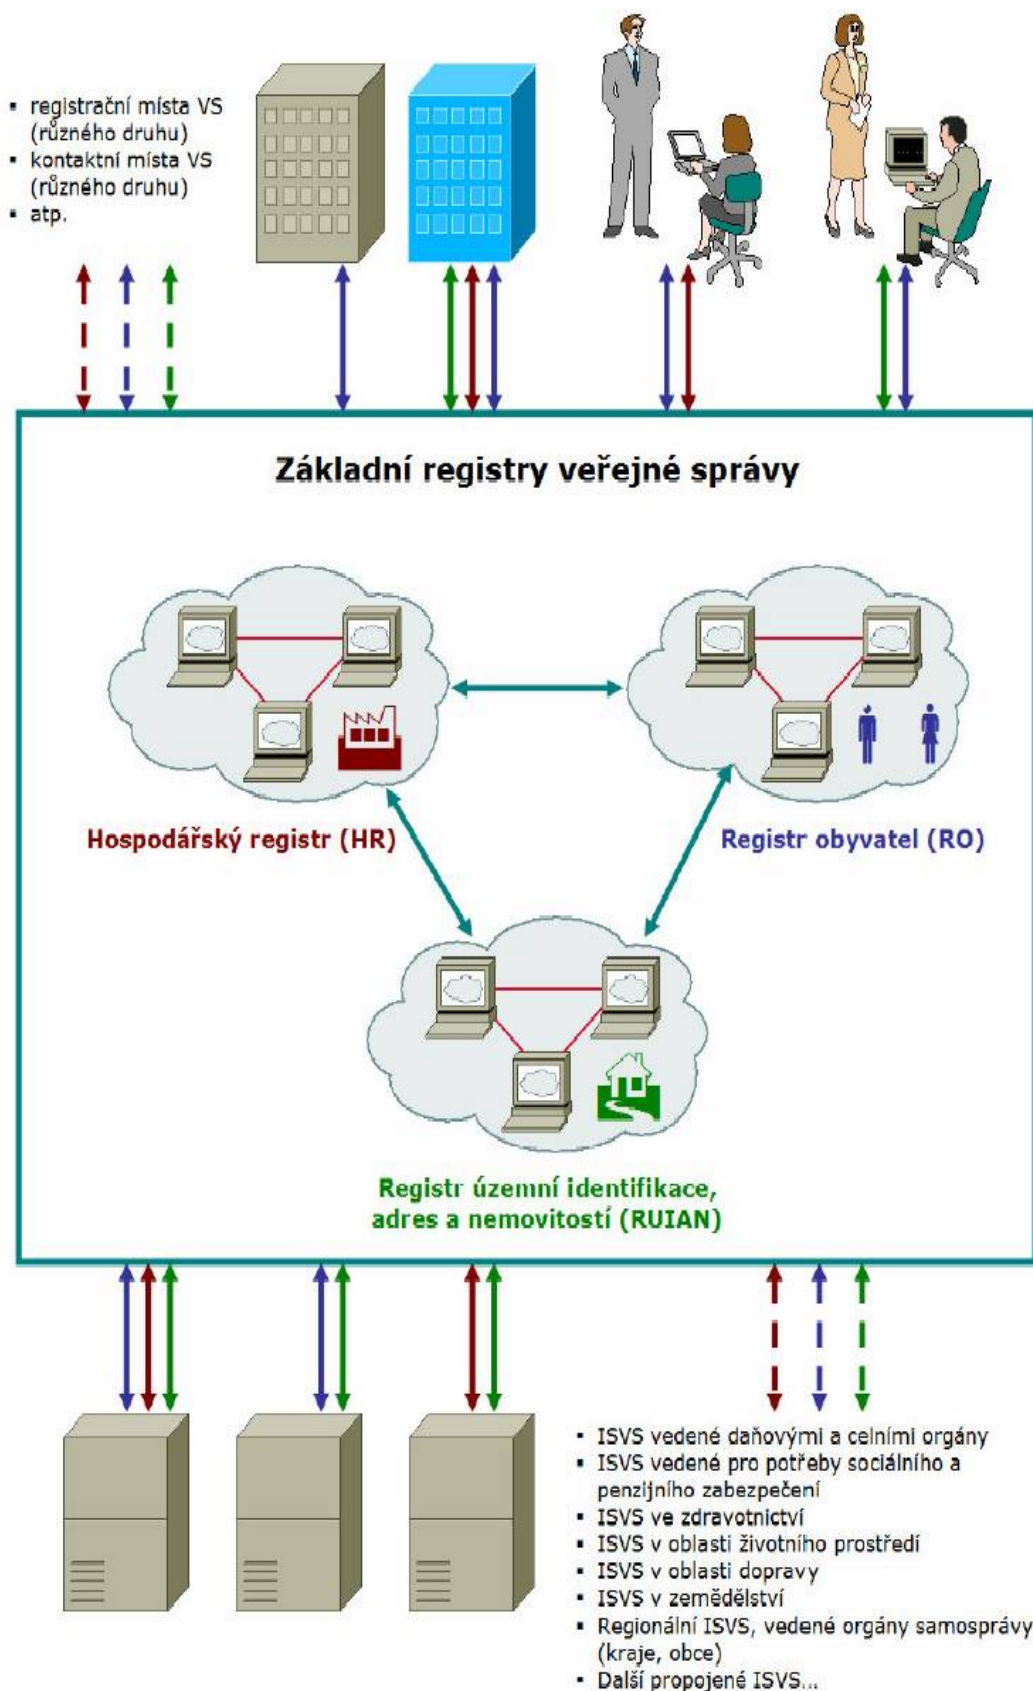 ▪ registrační místa VS
(různého druhu)
▪ kontaktní místa VS
(různého druhu)
▪ atp.
Základní registry veřejné správy
Hospodářský registr (HR)
Registr obyvatel (RO)
Registr územní identifikace,
adres a nemovitostí (RUIAN)
▪ ISVS vedené daňovými a celními orgány
▪ ISVS vedené pro potřeby sociálního a
penzijního zabezpečení
▪ ISVS ve zdravotnictví
▪ ISVS v oblasti životního prostředí
▪ ISVS v oblasti dopravy
▪ ISVS v zemědělství
▪ Regionální ISVS, vedené orgány samosprávy
(kraje, obce)
▪ Další propojené ISVS...